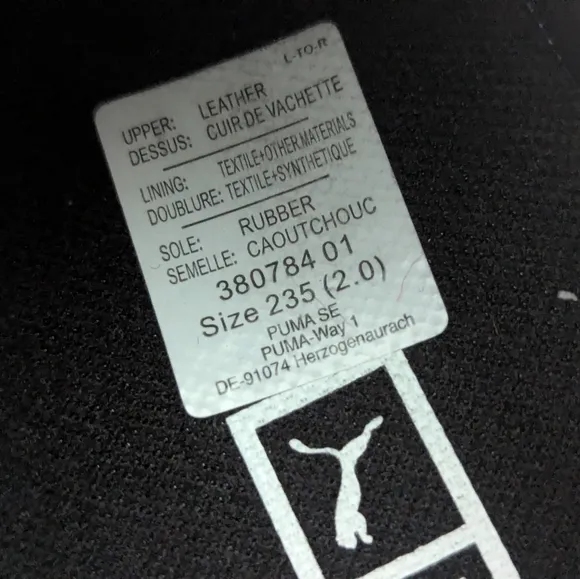 L-TO-R
UPPER: LEATHER
DESSUS: CUIR DE VACHETTE
LINING: TEXTILE+OTHER MATERIALS
DOUBLURE: TEXTILE+SYNTHETIQUE
SOLE: RUBBER
SEMELLE: CAOUTCHOUC
380784 01
Size 235 (2.0)
PUMA SE
PUMA-Way 1
DE-91074 Herzogenaurach